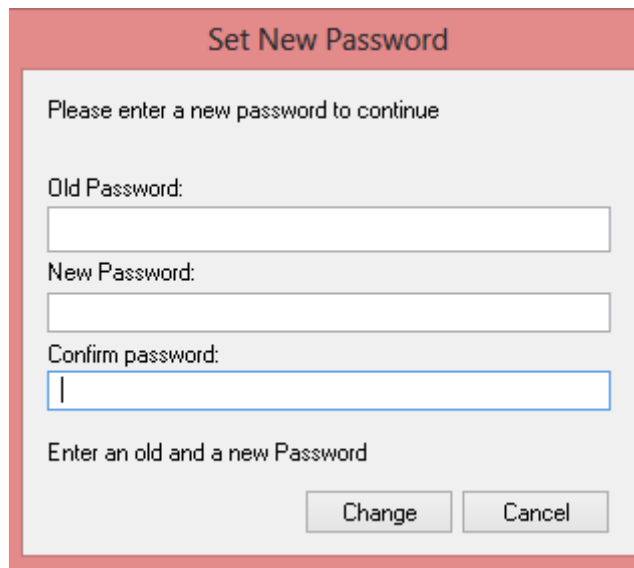 Set New Password
Please enter a new password to continue
Old Password:
New Password:
Confirm password:
Enter an old and a new Password
Change Cancel